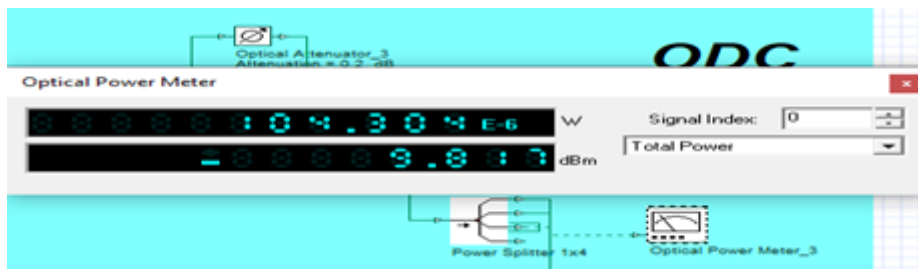 Optical Attenuator_3
Attenuation = 0.2 dB
ODC
Optical Power Meter
104.304 E-6 W
Signal Index: 0
-9.817 dBm
Total Power
Power Splitter 1x4
Optical Power Meter_3